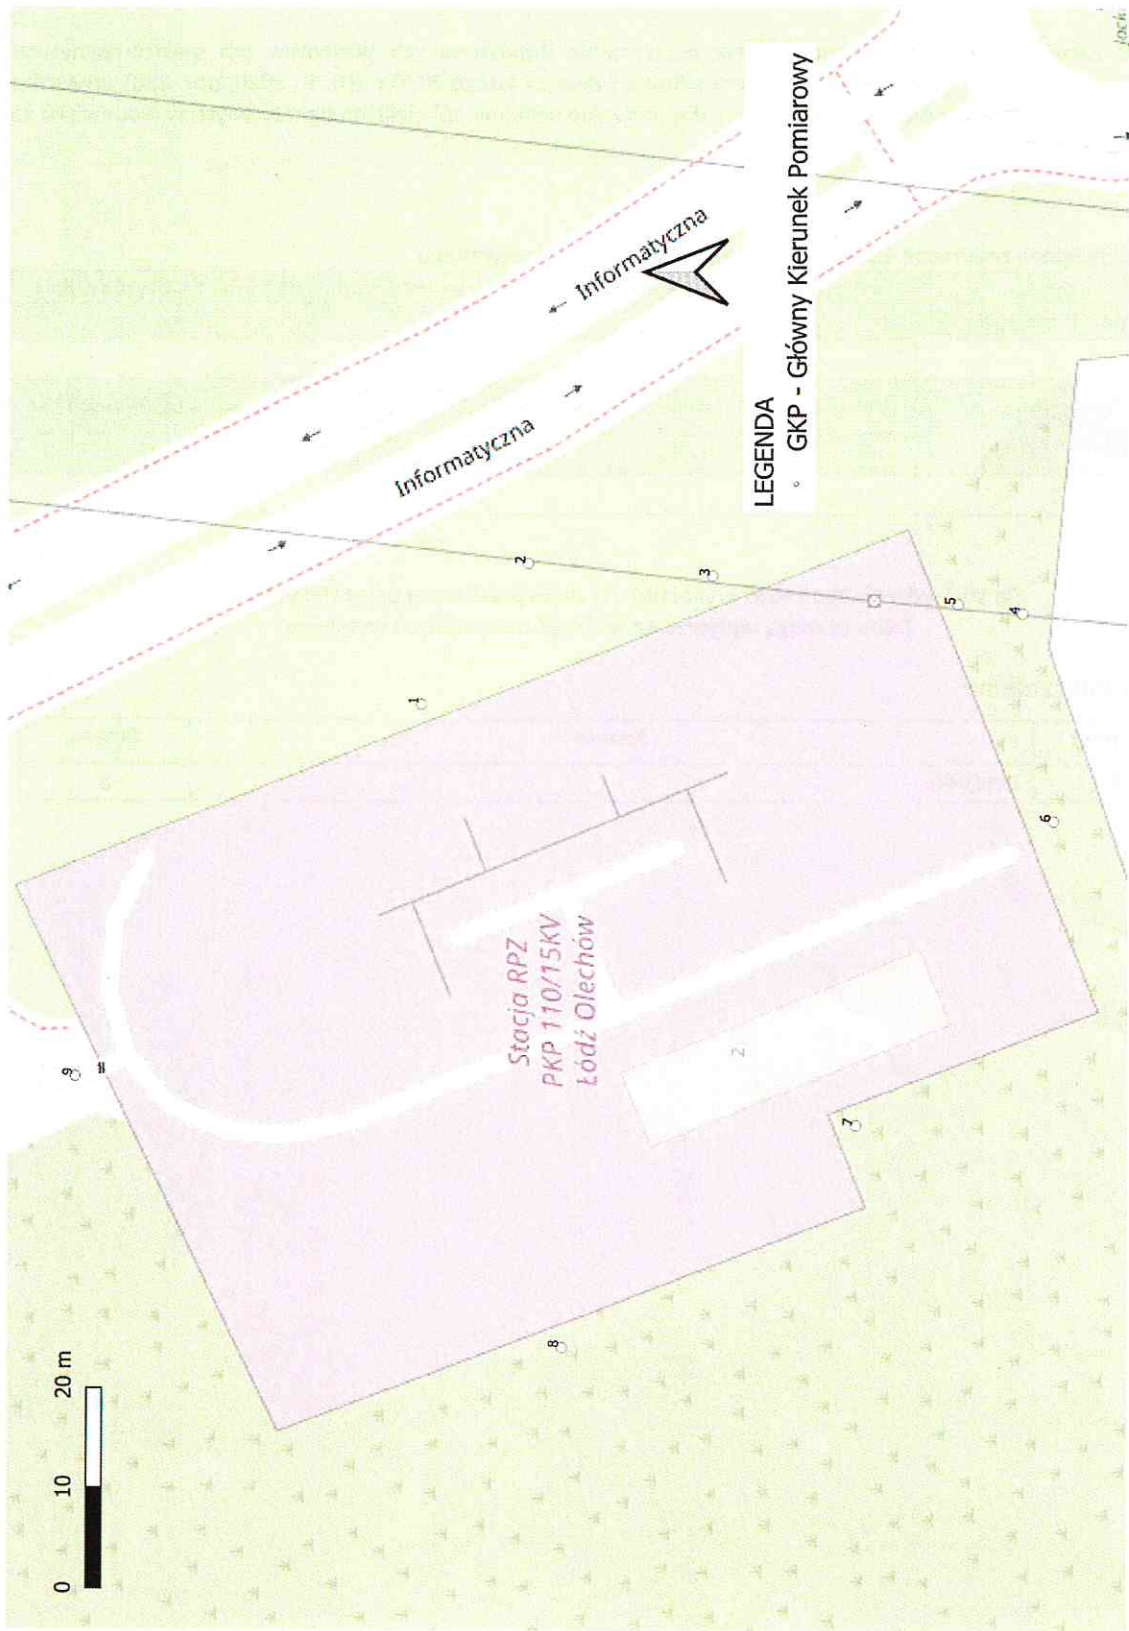 0 10 20 m
Stacja RPZ
PKP 110/15KV
Łódź Olechów
2
1
2
3
4
5
6
7
8
9
Informatyczna
Informatyczna
LEGENDA
GKP - Główny Kierunek Pomiarowy